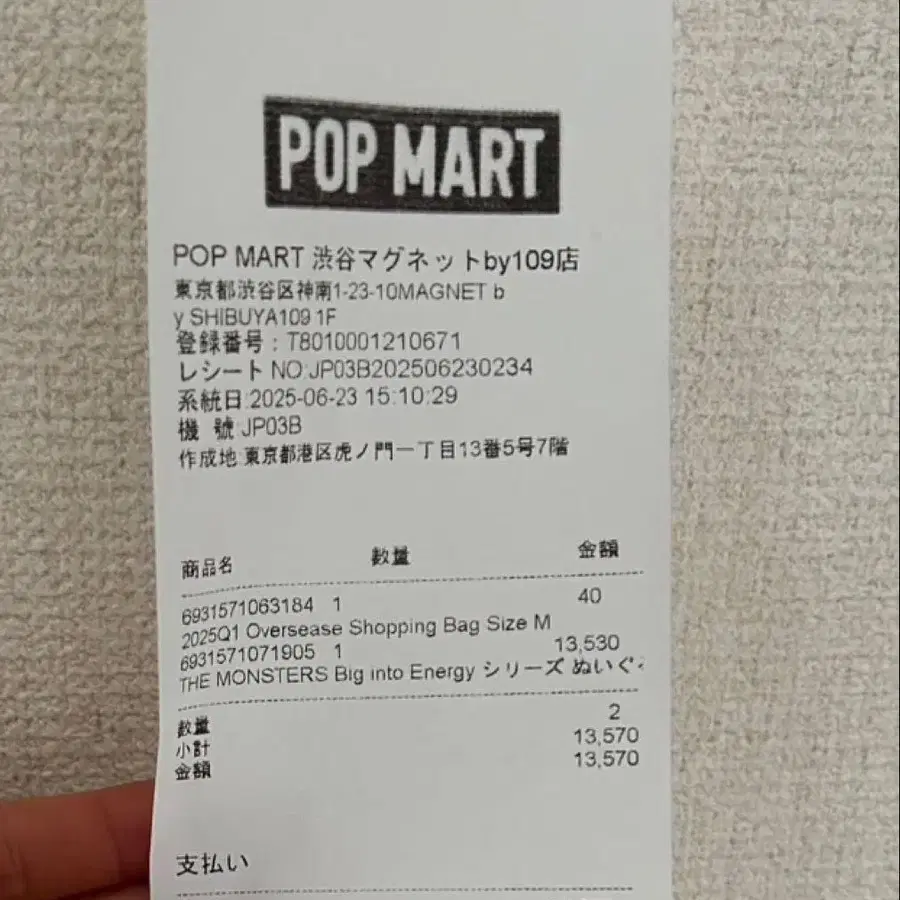 POP MART
POP MART 渋谷マグネットby109店
東京都渋谷区神南1-23-10MAGNET b
y SHIBUYA109 1F
登録番号：T8010001210671
レシート NO:JP03B202506230234
系統日:2025-06-23 15:10:29
機 號:JP03B
作成地:東京都港区虎ノ門一丁目13番5号7階
商品名 数量 金額
6931571063184 1 40
2025Q1 Oversease Shopping Bag Size M
6931571071905 1 13,530
THE MONSTERS Big into Energy シリーズ ぬいぐ
数量 2
小計 13,570
金額 13,570
支払い